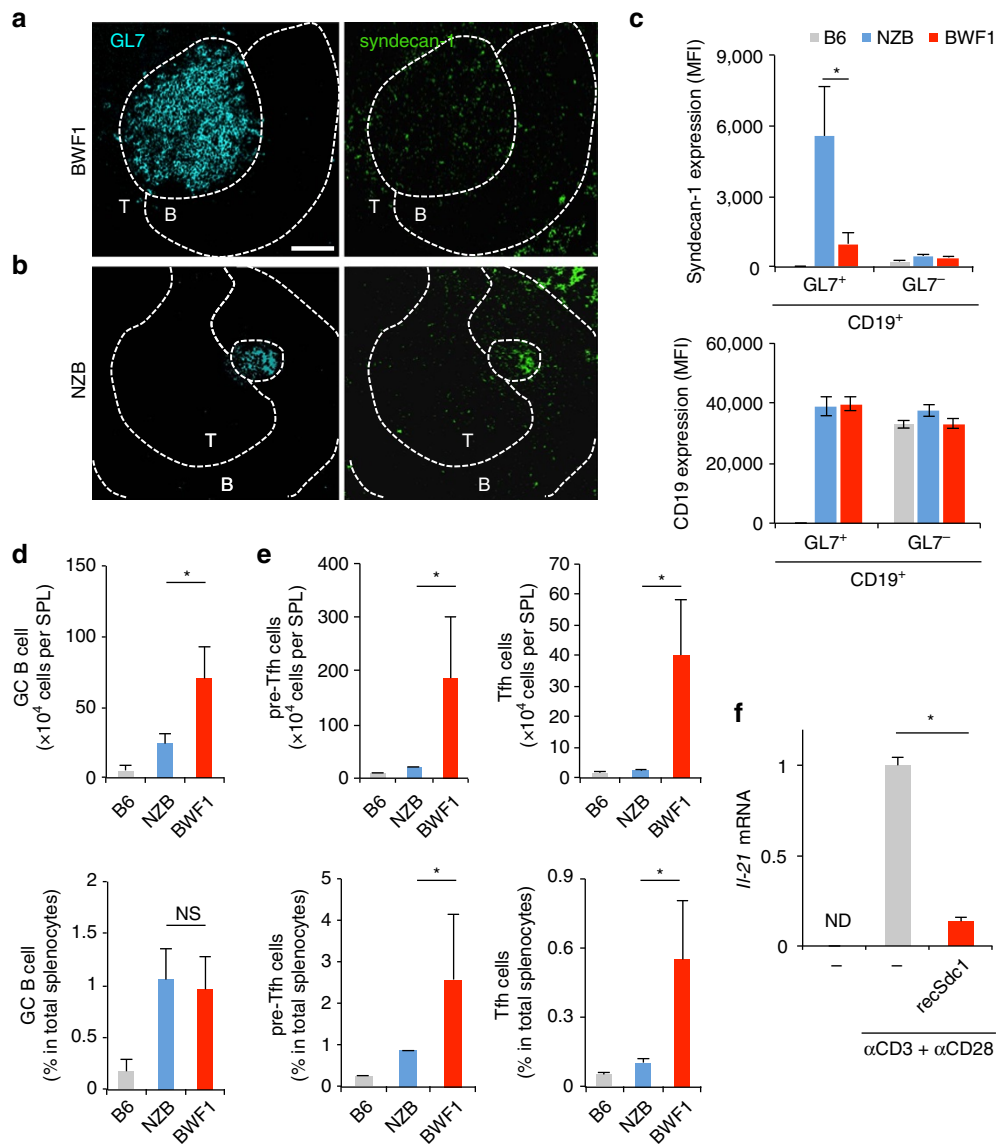 a
GL7
syndecan-1
BWF1
T
B
T
B
b
NZB
T
B
T
B
c
B6
NZB
BWF1
Syndecan-1 expression (MFI)
9,000
6,000
3,000
0
*
GL7+
GL7–
CD19+
CD19 expression (MFI)
60,000
40,000
20,000
0
GL7+
GL7–
CD19+
d
GC B cell
(×10⁴ cells per SPL)
150
100
50
0
*
B6
NZB
BWF1
GC B cell
(% in total splenocytes)
2
1.5
1
0.5
0
NS
B6
NZB
BWF1
e
pre-Tfh cells
(×10⁴ cells per SPL)
400
300
200
100
0
*
B6
NZB
BWF1
Tfh cells
(×10⁴ cells per SPL)
70
60
50
40
30
20
10
0
*
B6
NZB
BWF1
pre-Tfh cells
(% in total splenocytes)
5
4
3
2
1
0
*
B6
NZB
BWF1
Tfh cells
(% in total splenocytes)
0.9
0.6
0.3
0
*
B6
NZB
BWF1
f
Il-21 mRNA
1
0.5
0
*
ND
–
–
recSdc1
αCD3 + αCD28